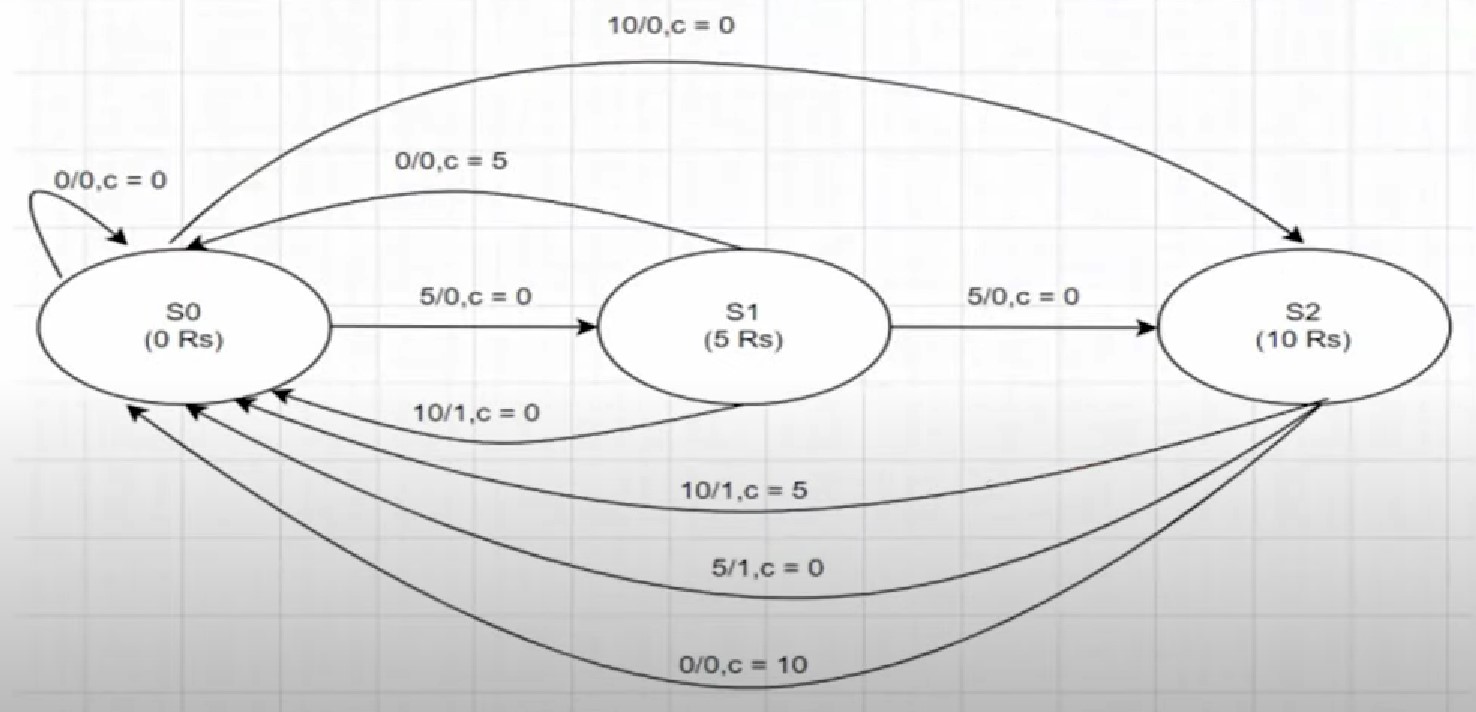 10/0,c = 0
0/0,c = 5
0/0,c = 0
5/0,c = 0
5/0,c = 0
S0
(0 Rs)
S1
(5 Rs)
S2
(10 Rs)
10/1,c = 0
10/1,c = 5
5/1,c = 0
0/0,c = 10